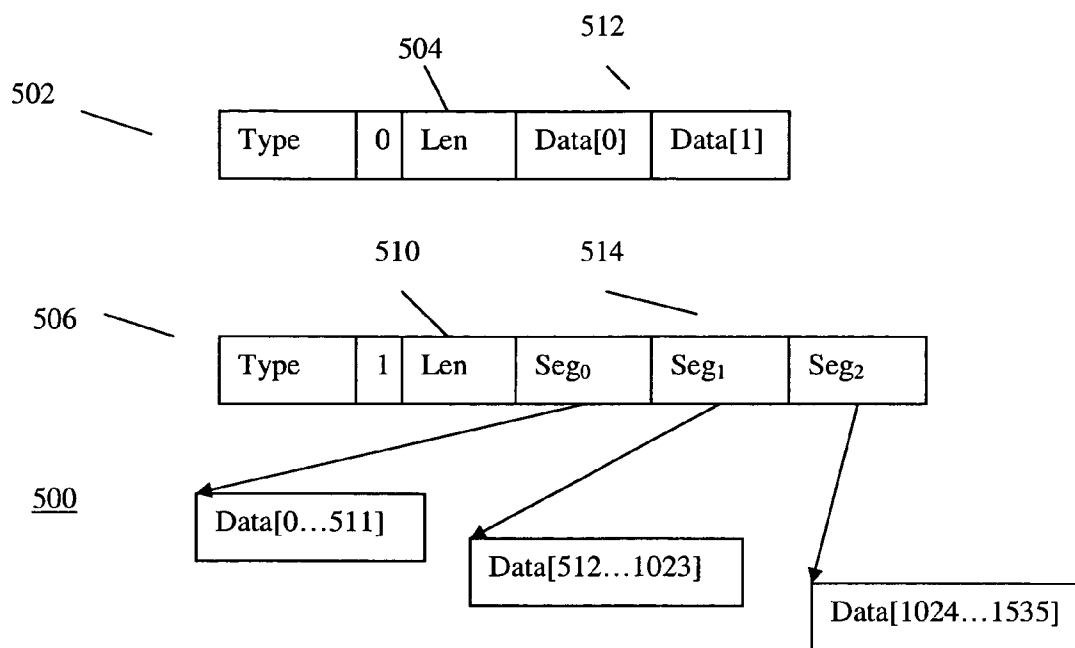 512
504
502
Type 0 Len Data[0] Data[1]
510 514
506
Type 1 Len Seg₀ Seg₁ Seg₂
500
Data[0…511]
Data[512…1023]
Data[1024…1535]